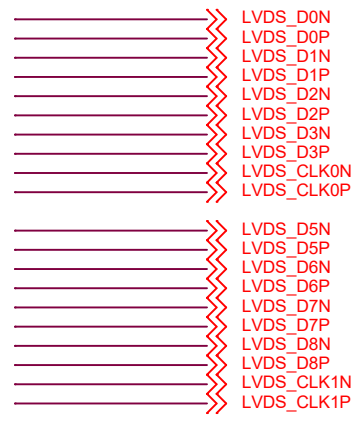 LVDS_D0N
LVDS_D0P
LVDS_D1N
LVDS_D1P
LVDS_D2N
LVDS_D2P
LVDS_D3N
LVDS_D3P
LVDS_CLK0N
LVDS_CLK0P
LVDS_D5N
LVDS_D5P
LVDS_D6N
LVDS_D6P
LVDS_D7N
LVDS_D7P
LVDS_D8N
LVDS_D8P
LVDS_CLK1N
LVDS_CLK1P